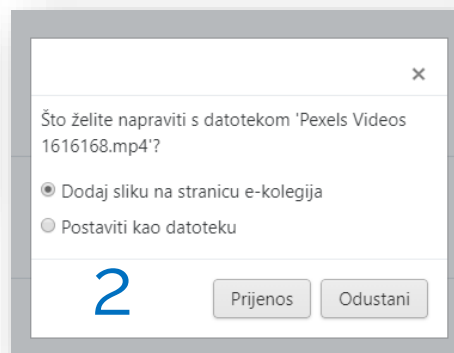 ×
Što želite napraviti s datotekom 'Pexels Videos
1616168.mp4'?
Dodaj sliku na stranicu e-kolegija
Postaviti kao datoteku
2
Prijenos Odustani